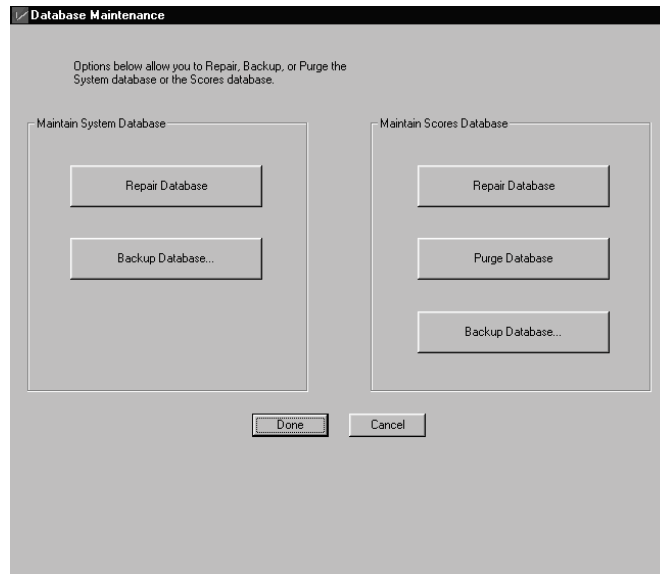 Database Maintenance
Options below allow you to Repair, Backup, or Purge the
System database or the Scores database.
Maintain System Database
Repair Database
Backup Database...
Maintain Scores Database
Repair Database
Purge Database
Backup Database...
Done
Cancel